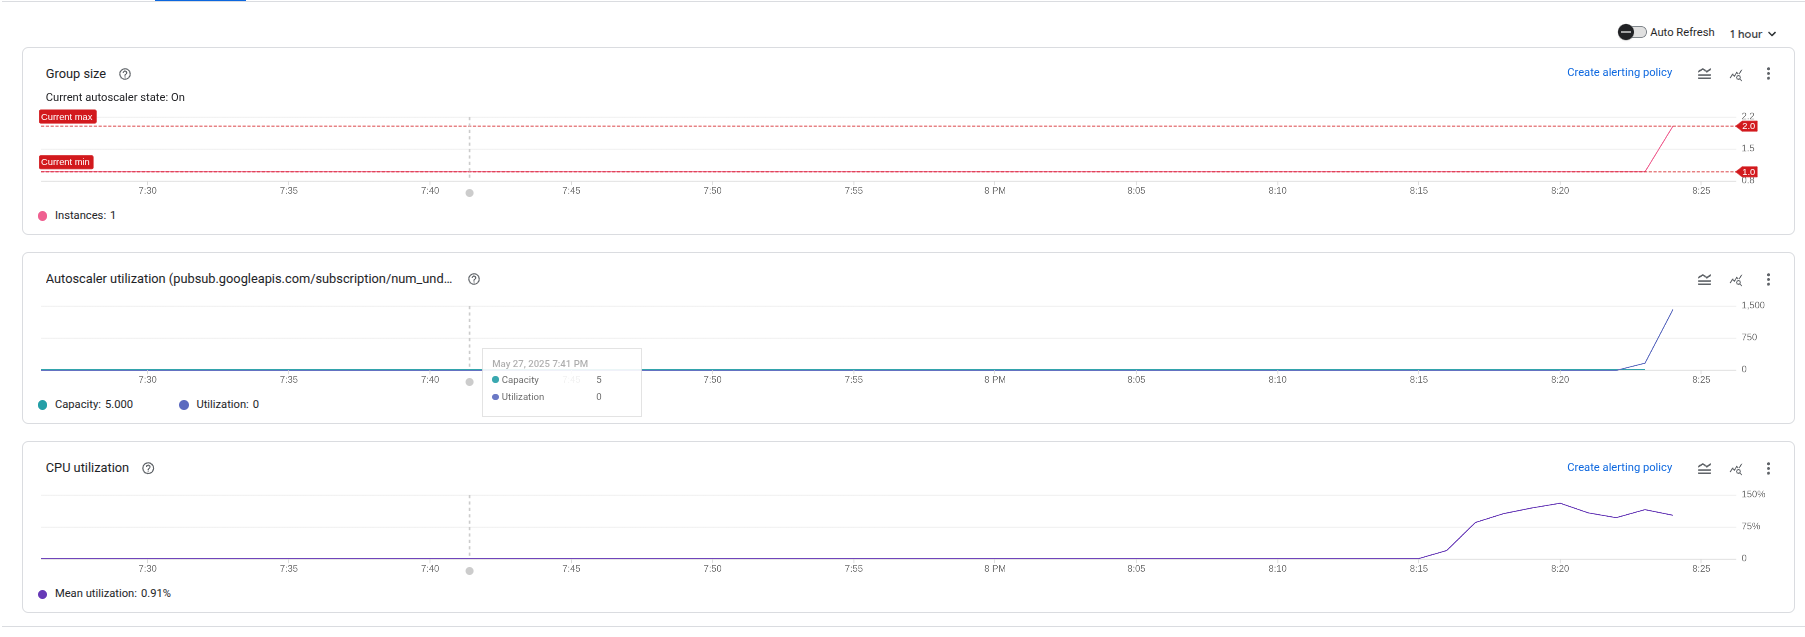 Auto Refresh 1 hour
Group size
Create alerting policy
Current autoscaler state: On
Current max
2.2
2.0
1.5
Current min
1.0
0.8
7:30 7:35 7:40 7:45 7:50 7:55 8 PM 8:05 8:10 8:15 8:20 8:25
Instances: 1
Autoscaler utilization (pubsub.googleapis.com/subscription/num_und...
1,500
750
0
May 27, 2025 7:41 PM
Capacity 5
Utilization 0
7:30 7:35 7:40 7:45 7:50 7:55 8 PM 8:05 8:10 8:15 8:20 8:25
Capacity: 5.000 Utilization: 0
CPU utilization
Create alerting policy
150%
75%
0
7:30 7:35 7:40 7:45 7:50 7:55 8 PM 8:05 8:10 8:15 8:20 8:25
Mean utilization: 0.91%